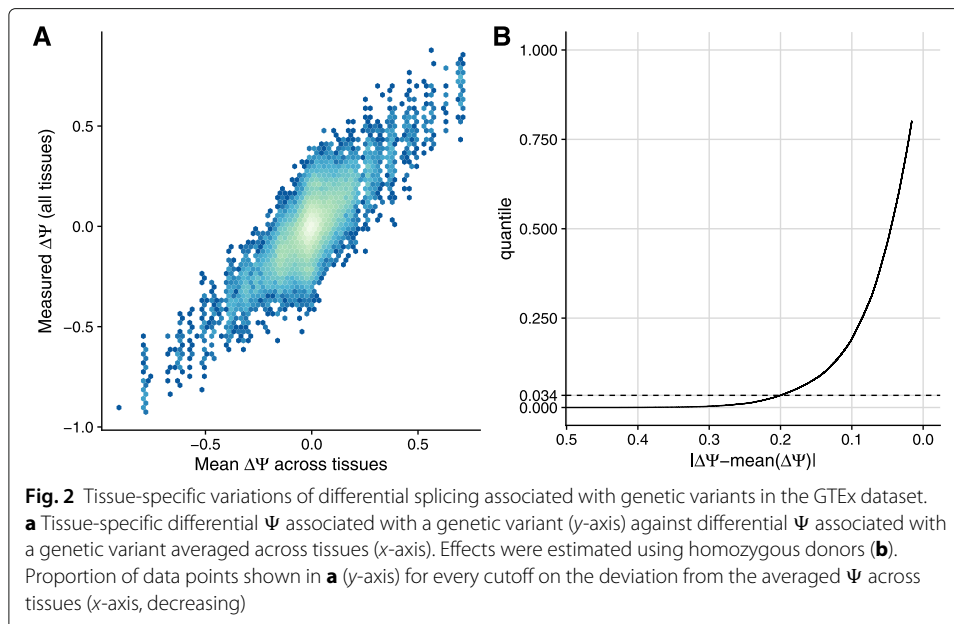 A
B
Measured ΔΨ (all tissues)
0.5
0.0
−0.5
−1.0
−0.5
0.0
0.5
Mean ΔΨ across tissues
quantile
1.000
0.750
0.500
0.250
0.034
0.000
0.5
0.4
0.3
0.2
0.1
0.0
|ΔΨ−mean(ΔΨ)|
Fig. 2 Tissue-specific variations of differential splicing associated with genetic variants in the GTEx dataset.
a Tissue-specific differential Ψ associated with a genetic variant (y-axis) against differential Ψ associated with
a genetic variant averaged across tissues (x-axis). Effects were estimated using homozygous donors (b).
Proportion of data points shown in a (y-axis) for every cutoff on the deviation from the averaged Ψ across
tissues (x-axis, decreasing)